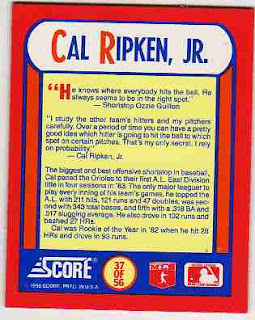 CAL RIPKEN, JR.
"He knows where everybody hits the ball. He
always seems to be in the right spot."
— Shortstop Ozzie Guillen
"I study the other team's hitters and my pitchers
carefully. Over a period of time you can have a pretty
good idea which hitter is going to hit the ball to which
spot on certain pitches. That's my only secret. I rely
on probability."
— Cal Ripken, Jr.
The biggest and best offensive shortstop in baseball,
Cal paced the Orioles to their first A.L. East Division
title in four seasons in '83. The only major leaguer to
play every inning of his team's games, he topped the
A.L. with 211 hits, 121 runs and 47 doubles, was sec-
ond with 343 total bases, and fifth with a .318 BA and
.517 slugging average. He also drove in 102 runs and
bashed 27 HRs.
Cal was Rookie of the Year in '82 when he hit 28
HRs and drove in 93 runs.
SCORE
37
OF
56
© 1990 SCORE, PRTD. IN U.S.A.